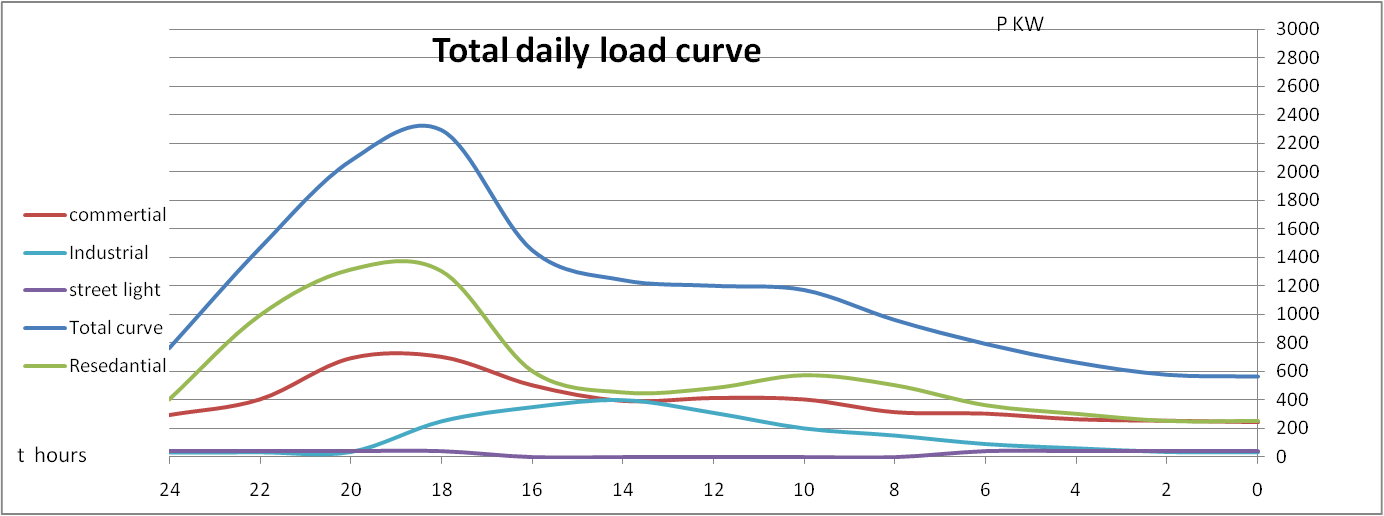 P KW
Total daily load curve
3000
2800
2600
2400
2200
2000
1800
1600
1400
1200
1000
800
600
400
200
0
commertial
Industrial
street light
Total curve
Resedantial
t hours
24 22 20 18 16 14 12 10 8 6 4 2 0